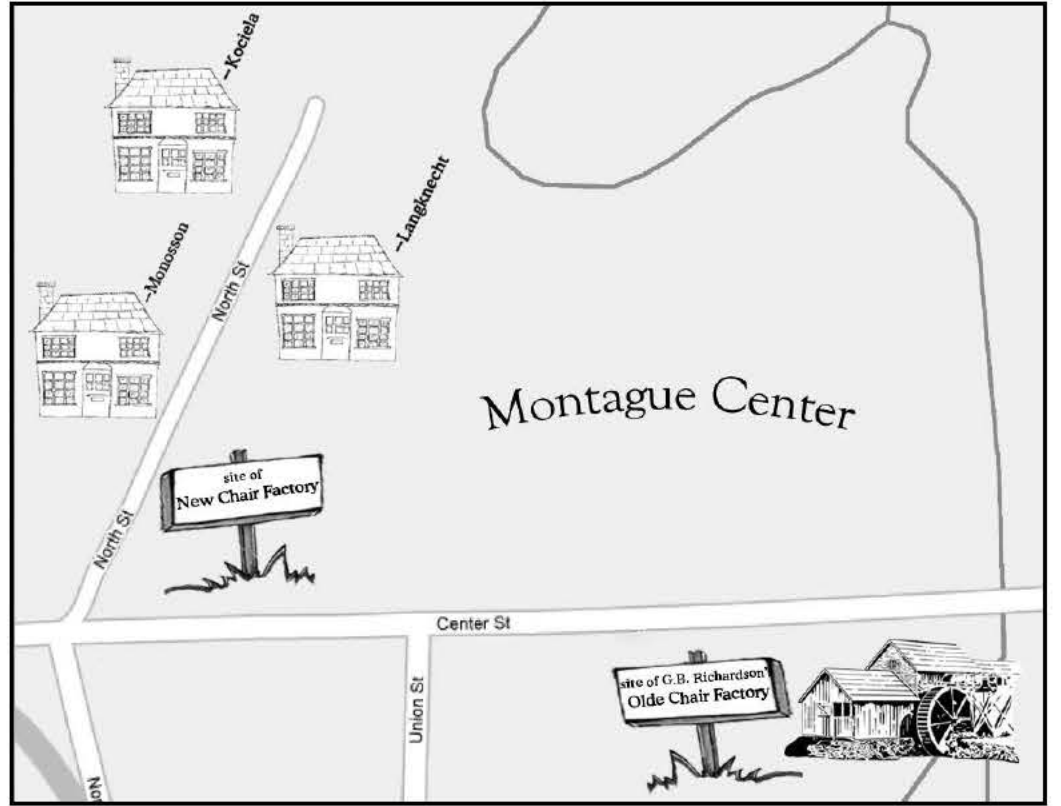 –Kociela
–Langknecht
–Monosson
North St
Montague Center
site of
New Chair Factory
North St
Center St
site of G.B. Richardson'
Olde Chair Factory
Union St
No